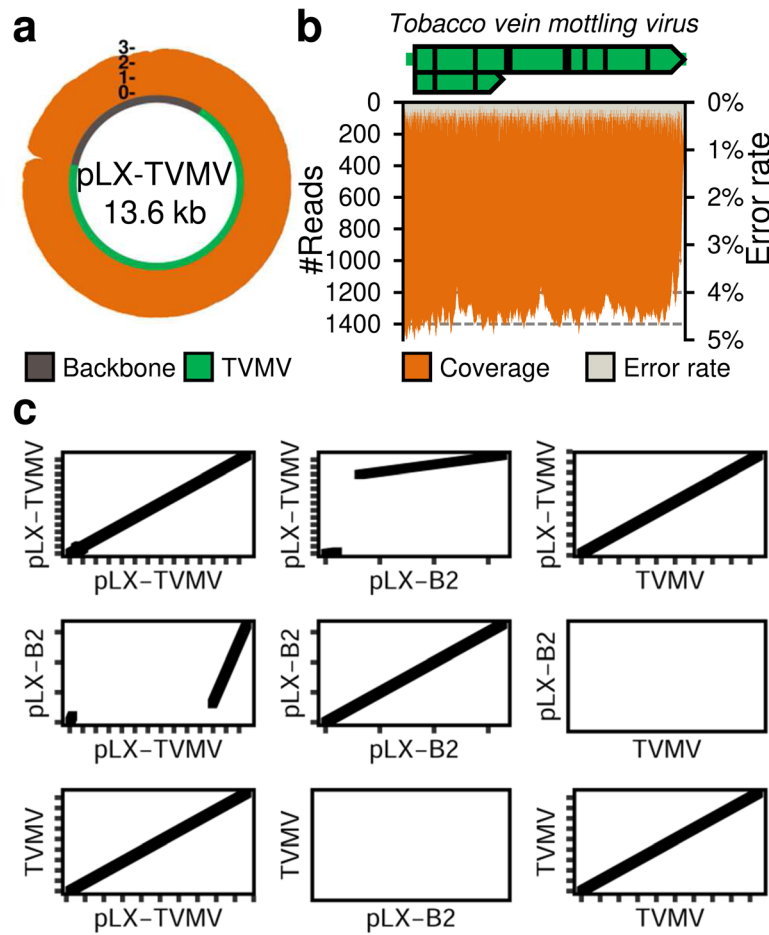 a
3-
2-
1-
0-
pLX-TVMV
13.6 kb
Backbone
TVMV
b
Tobacco vein mottling virus
0
200
400
600
800
1000
1200
1400
#Reads
0%
1%
2%
3%
4%
5%
Error rate
Coverage
Error rate
c
pLX−TVMV
pLX−TVMV
pLX−TVMV
pLX−B2
pLX−TVMV
TVMV
pLX−B2
pLX−TVMV
pLX−B2
pLX−B2
pLX−B2
TVMV
TVMV
pLX−TVMV
TVMV
pLX−B2
TVMV
TVMV